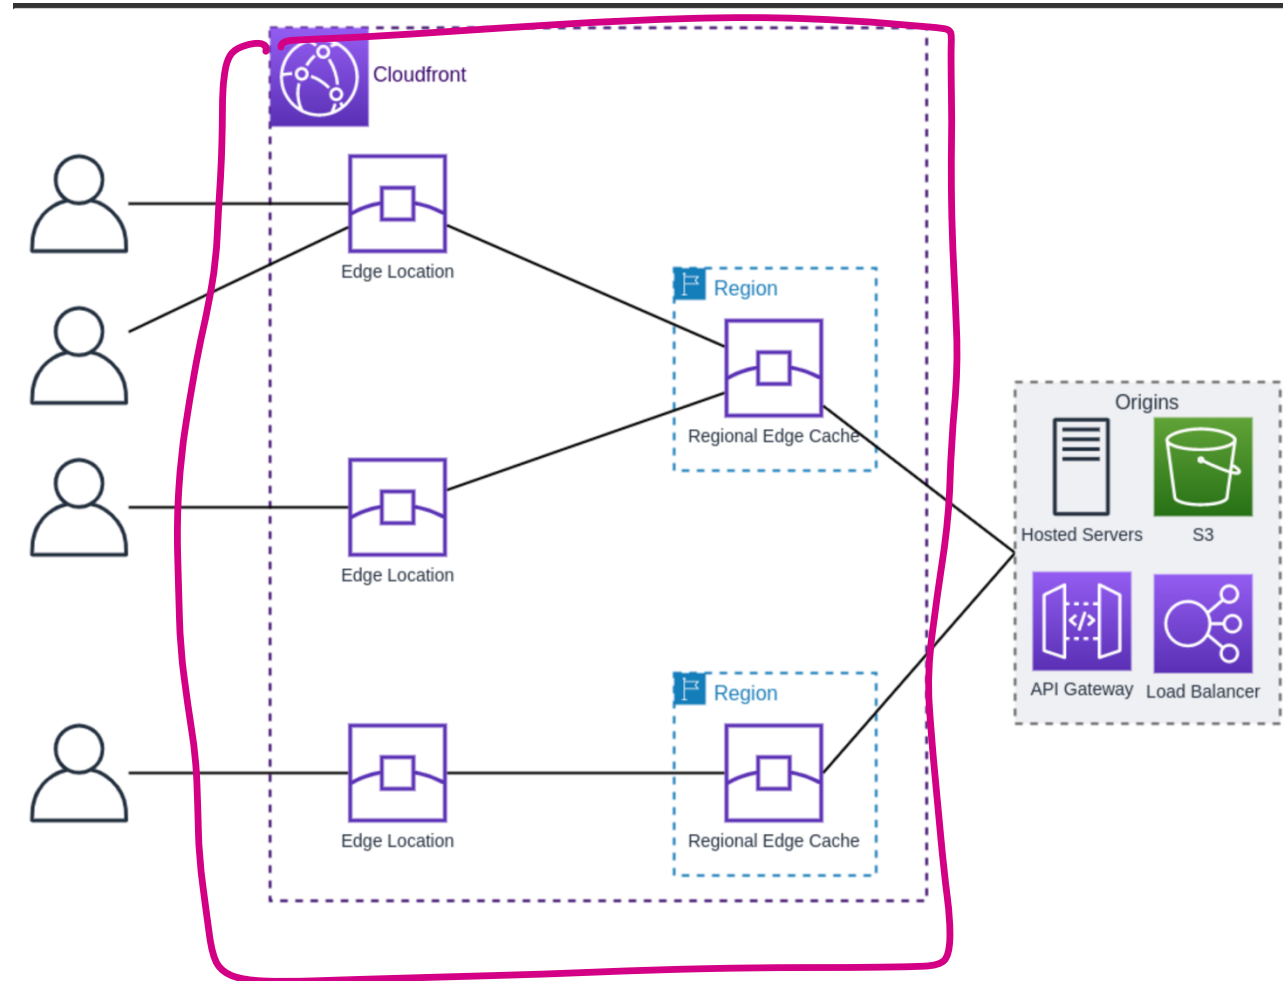 Cloudfront
Edge Location
Region
Regional Edge Cache
Edge Location
Region
Edge Location
Regional Edge Cache
Origins
Hosted Servers
S3
</>
API Gateway
Load Balancer